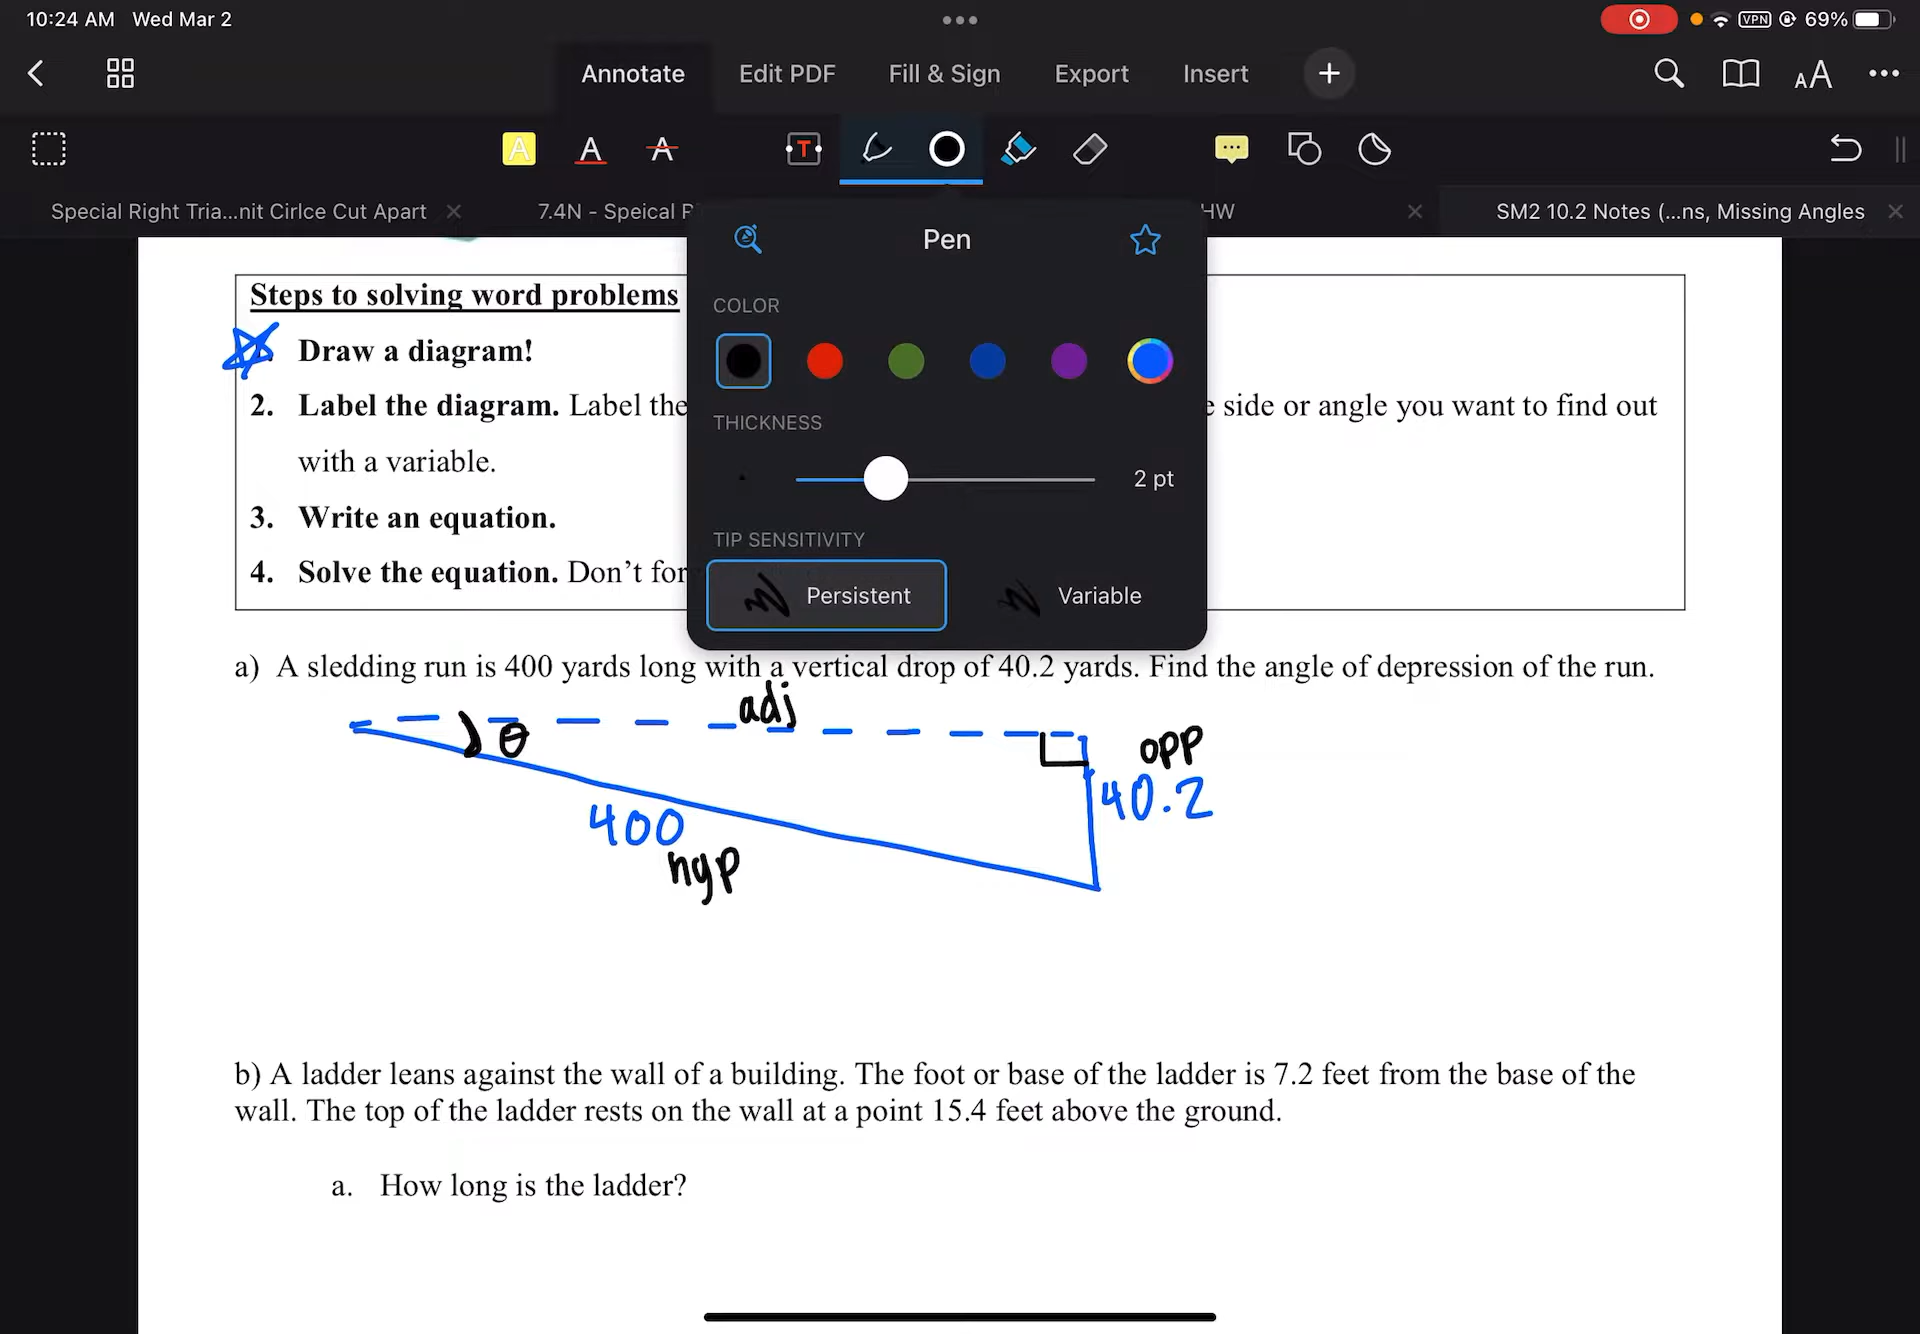 10:24 AM Wed Mar 2
VPN 69%
Annotate Edit PDF Fill & Sign Export Insert
AA
A A A T
Special Right Tria...nit Cirlce Cut Apart 7.4N - Speical HW SM2 10.2 Notes (...ns, Missing Angles
Pen
COLOR
THICKNESS
2 pt
TIP SENSITIVITY
Persistent Variable
Steps to solving word problems
Draw a diagram!
2. Label the diagram. Label the side or angle you want to find out
with a variable.
3. Write an equation.
4. Solve the equation. Don't for
a) A sledding run is 400 yards long with a vertical drop of 40.2 yards. Find the angle of depression of the run.
adj
θ
opp
40.2
400
hyp
b) A ladder leans against the wall of a building. The foot or base of the ladder is 7.2 feet from the base of the
wall. The top of the ladder rests on the wall at a point 15.4 feet above the ground.
a. How long is the ladder?